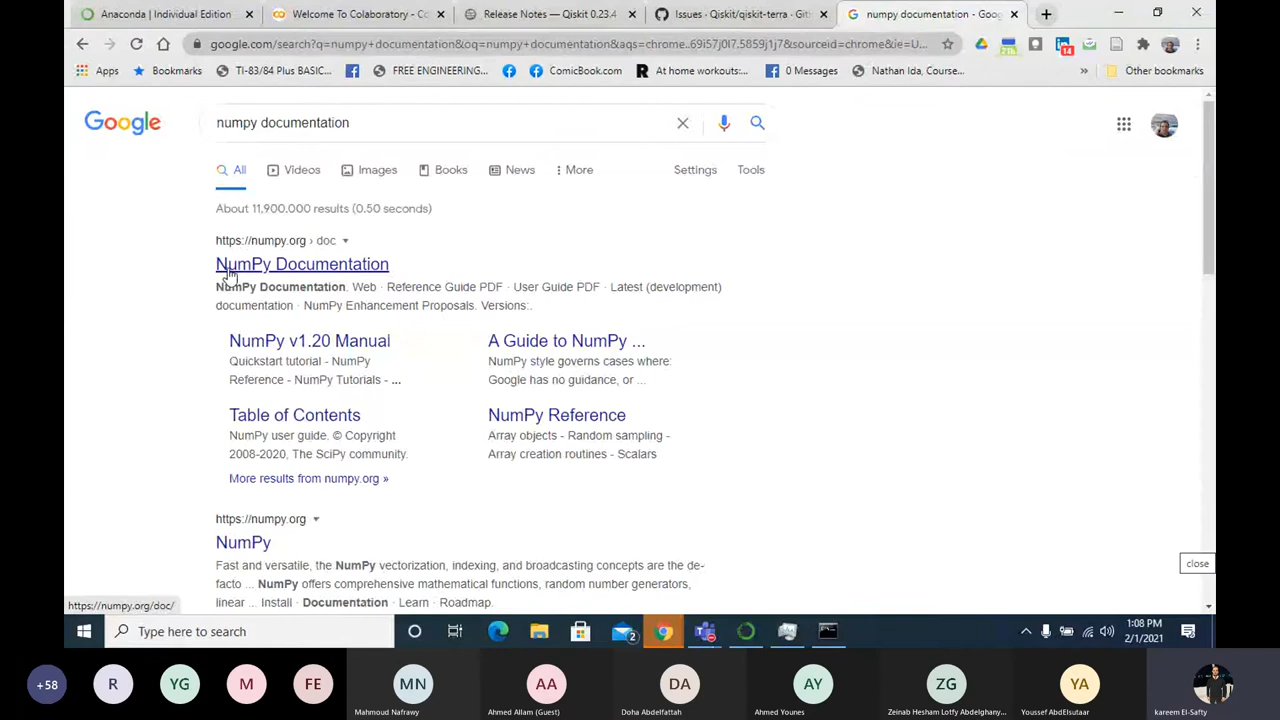 Anaconda | Individual Edition
Welcome To Colaboratory - Co
Release Notes — Qiskit 0.23.4
Issues · Qiskit/qiskit-terra · Git
numpy documentation - Goo
google.com/search?q=numpy+documentation&oq=numpy+documentation&aqs=chrome..69i57j0l7.5859j1j7&sourceid=chrome&ie=U...
14
Apps
Bookmarks
TI-83/84 Plus BASIC...
FREE ENGINEERING...
ComicBook.com
At home workouts:...
0 Messages
Nathan Ida, Course...
»
Other bookmarks
Google
numpy documentation
All
Videos
Images
Books
News
More
Settings
Tools
About 11,900,000 results (0.50 seconds)
https://numpy.org › doc
NumPy Documentation
NumPy Documentation. Web · Reference Guide PDF · User Guide PDF · Latest (development)
documentation · NumPy Enhancement Proposals. Versions:.
NumPy v1.20 Manual
Quickstart tutorial - NumPy
Reference - NumPy Tutorials - ...
A Guide to NumPy ...
NumPy style governs cases where:
Google has no guidance, or ...
Table of Contents
NumPy user guide. © Copyright
2008-2020, The SciPy community.
NumPy Reference
Array objects - Random sampling -
Array creation routines - Scalars
More results from numpy.org »
https://numpy.org
NumPy
Fast and versatile, the NumPy vectorization, indexing, and broadcasting concepts are the de-
facto ... NumPy offers comprehensive mathematical functions, random number generators,
linear ... Install · Documentation · Learn · Roadmap.
close
https://numpy.org/doc/
Type here to search
2
1:08 PM
2/1/2021
+58
R
YG
M
FE
MN
Mahmoud Nafrawy
AA
Ahmed Allam (Guest)
DA
Doha Abdelfattah
AY
Ahmed Younes
ZG
Zeinab Hesham Lotfy Abdelghany...
YA
Youssef AbdElsutaar
kareem El-Safty